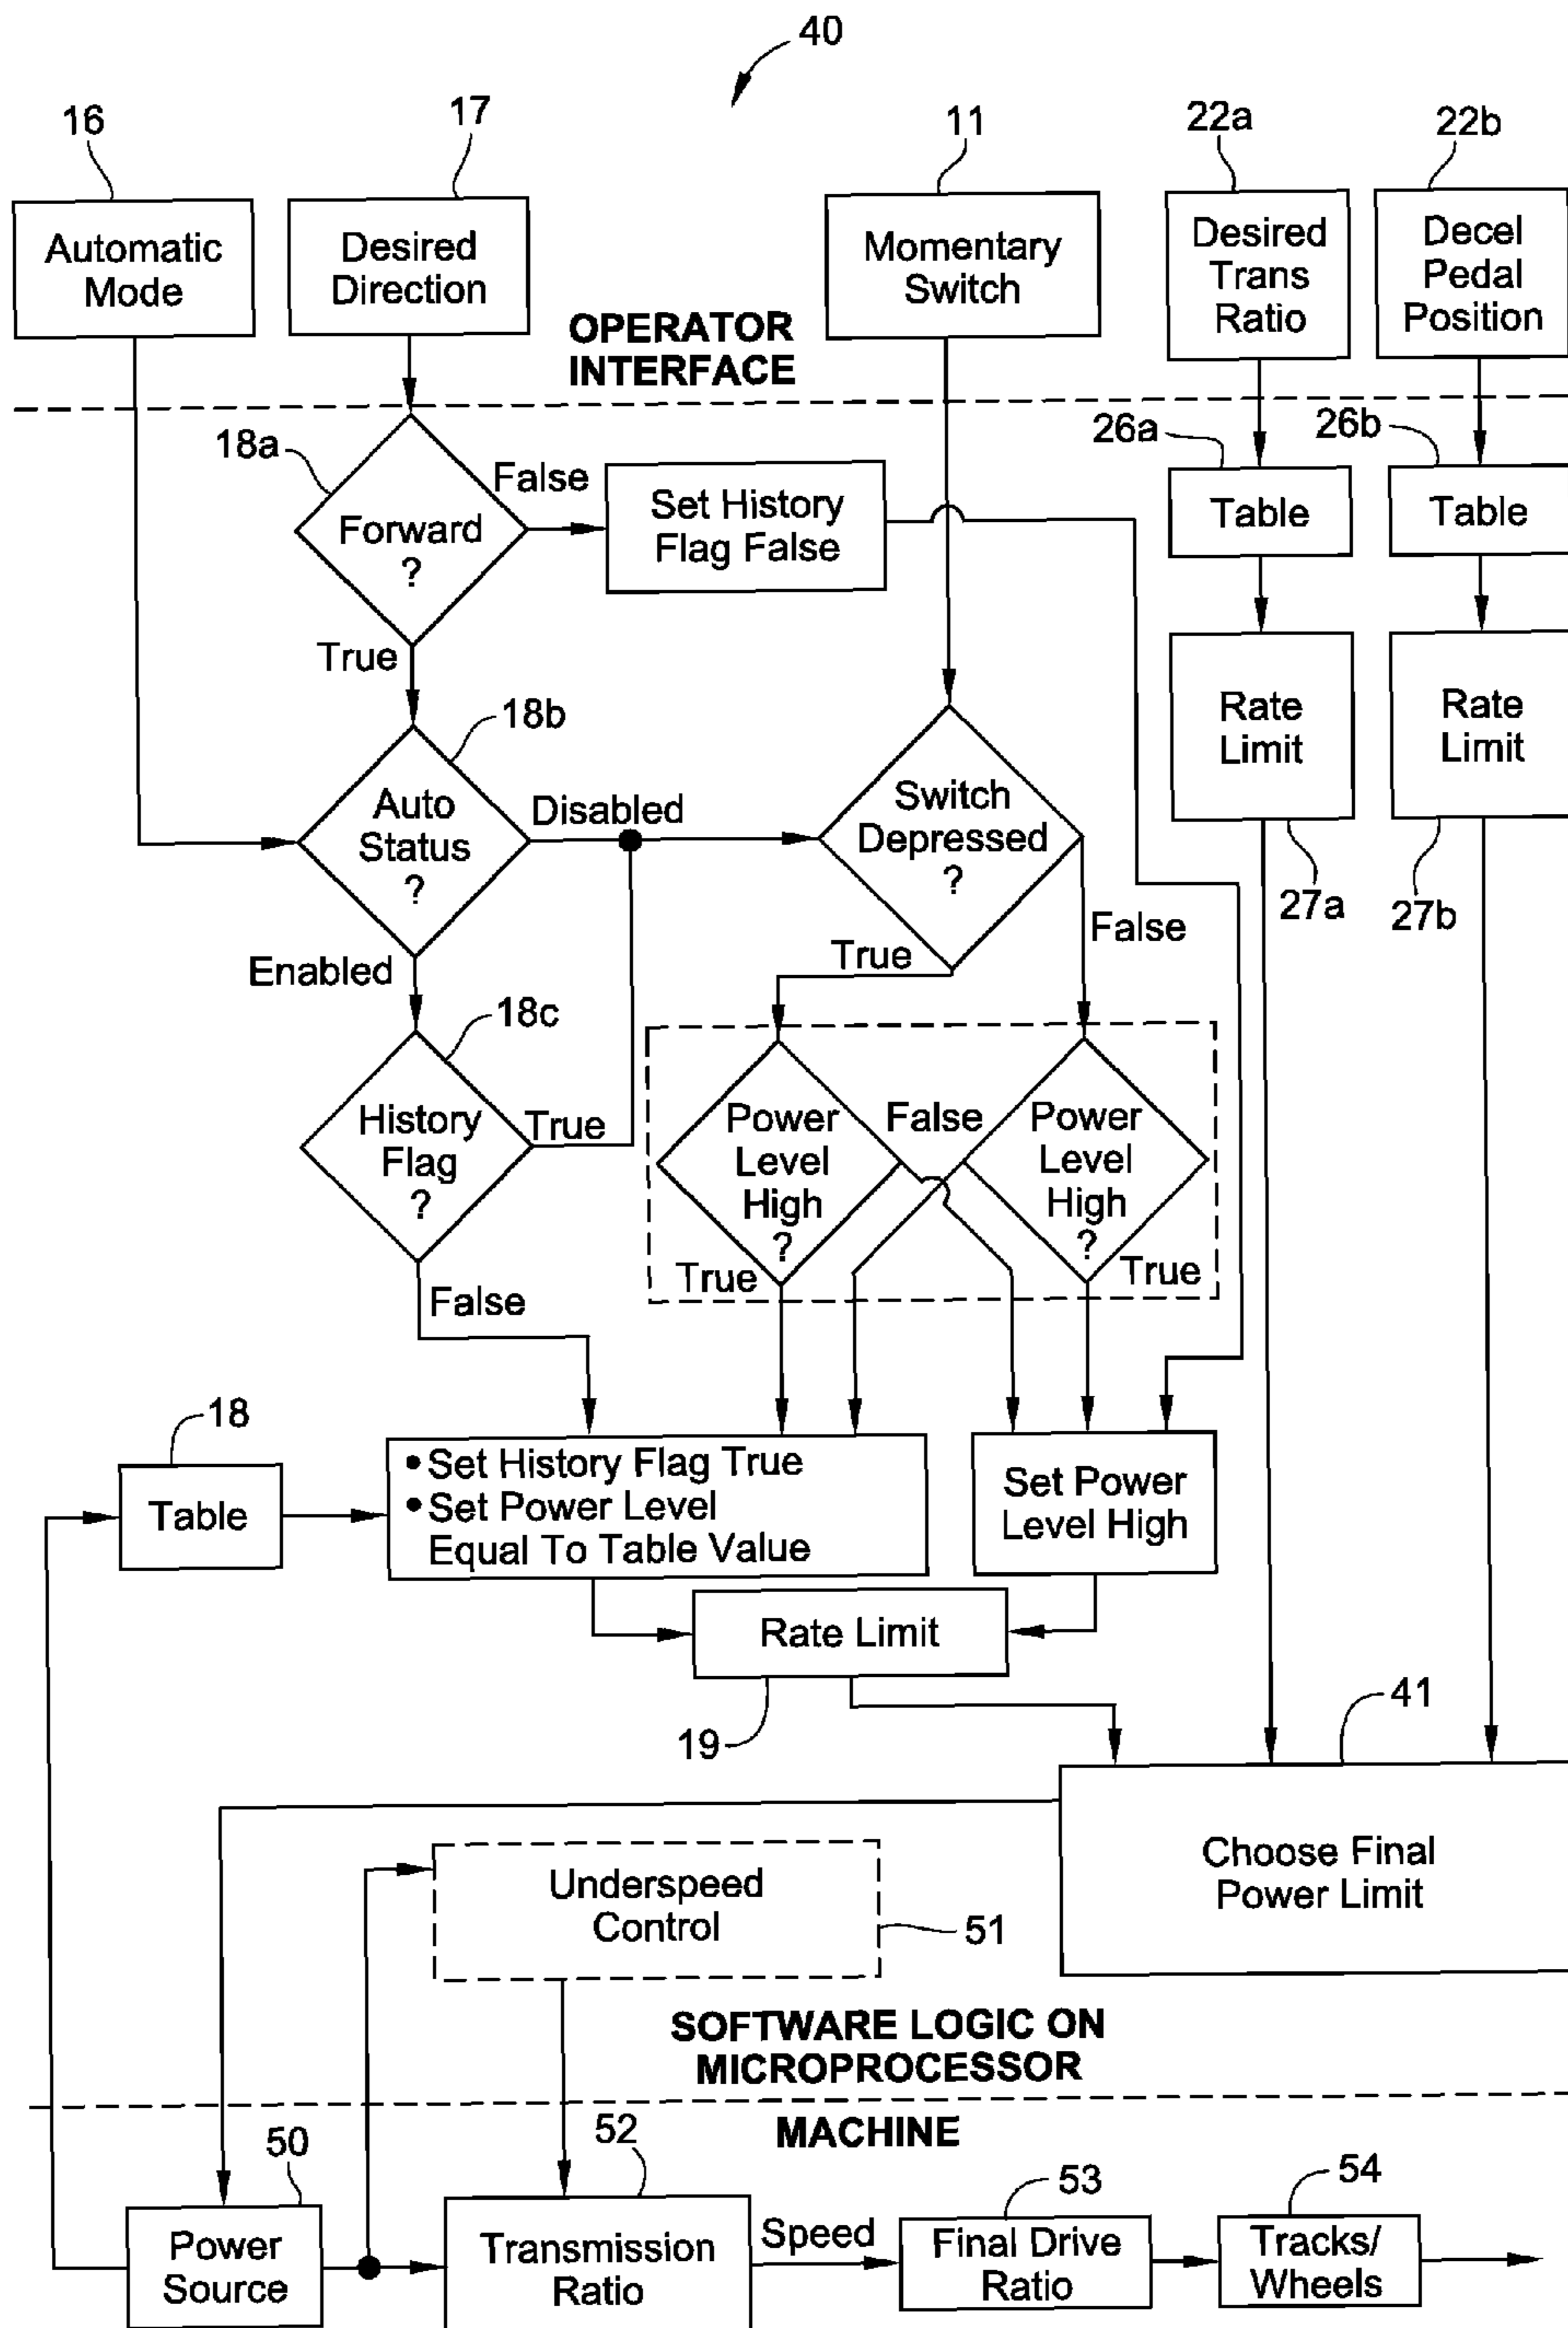 40
16
17
11
22a
22b
Automatic
Mode
Desired
Direction
Momentary
Switch
Desired
Trans
Ratio
Decel
Pedal
Position
OPERATOR
INTERFACE
18a
Forward
?
False
Set History
Flag False
26a
26b
Table
Table
True
18b
Auto
Status
?
Disabled
Switch
Depressed
?
Rate
Limit
Rate
Limit
27a
27b
Enabled
True
False
18c
History
Flag
?
True
Power
Level
High
?
False
Power
Level
High
?
True
True
False
18
Table
•Set History Flag True
•Set Power Level
Equal To Table Value
Set Power
Level High
Rate Limit
19
41
Choose Final
Power Limit
Underspeed
Control
51
SOFTWARE LOGIC ON
MICROPROCESSOR
MACHINE
50
52
53
54
Power
Source
Transmission
Ratio
Speed
Final Drive
Ratio
Tracks/
Wheels